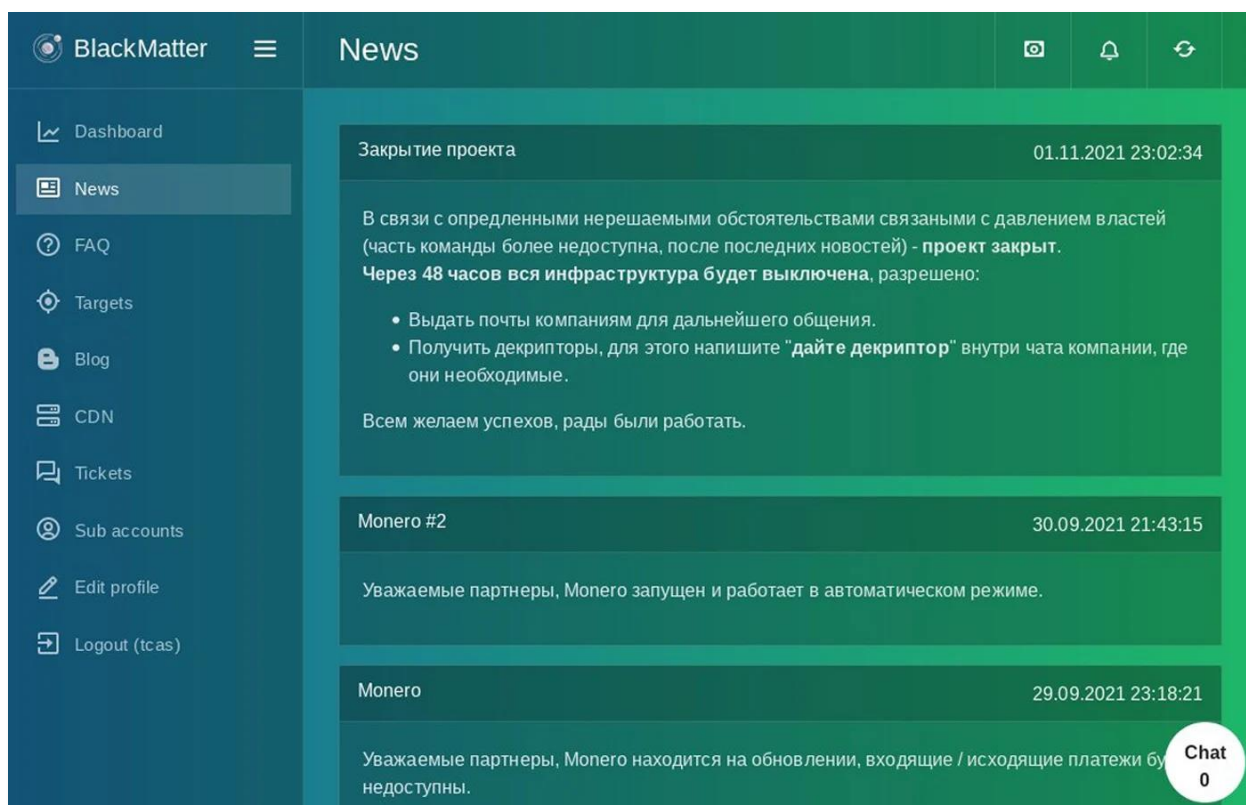 BlackMatter
News
Dashboard
News
FAQ
Targets
Blog
CDN
Tickets
Sub accounts
Edit profile
Logout (tcas)
Закрытие проекта 01.11.2021 23:02:34
В связи с опредленными нерешаемыми обстоятельствами связаными с давлением властей
(часть команды более недоступна, после последних новостей) - проект закрыт.
Через 48 часов вся инфраструктура будет выключена, разрешено:
• Выдать почты компаниям для дальнейшего общения.
• Получить декрипторы, для этого напишите "дайте декриптор" внутри чата компании, где
они необходимые.
Всем желаем успехов, рады были работать.
Monero #2 30.09.2021 21:43:15
Уважаемые партнеры, Monero запущен и работает в автоматическом режиме.
Monero 29.09.2021 23:18:21
Уважаемые партнеры, Monero находится на обновлении, входящие / исходящие платежи
недоступны.
Chat
0